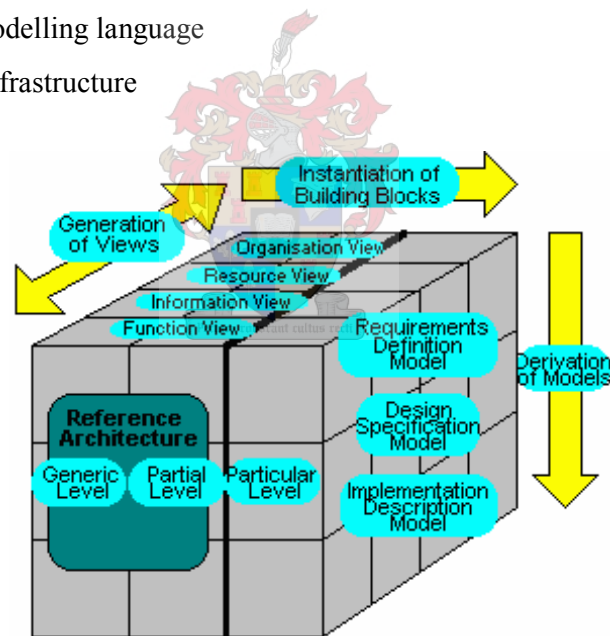 odelling language
frastructure
Instantiation of
Building Blocks
Generation
of Views
Organisation View
Resource View
Information View
Function View
Requirements
Definition
Model
Derivation
of Models
Design
Specification
Model
Reference
Architecture
Generic
Level
Partial
Level
Particular
Level
Implementation
Description
Model
cultus recti